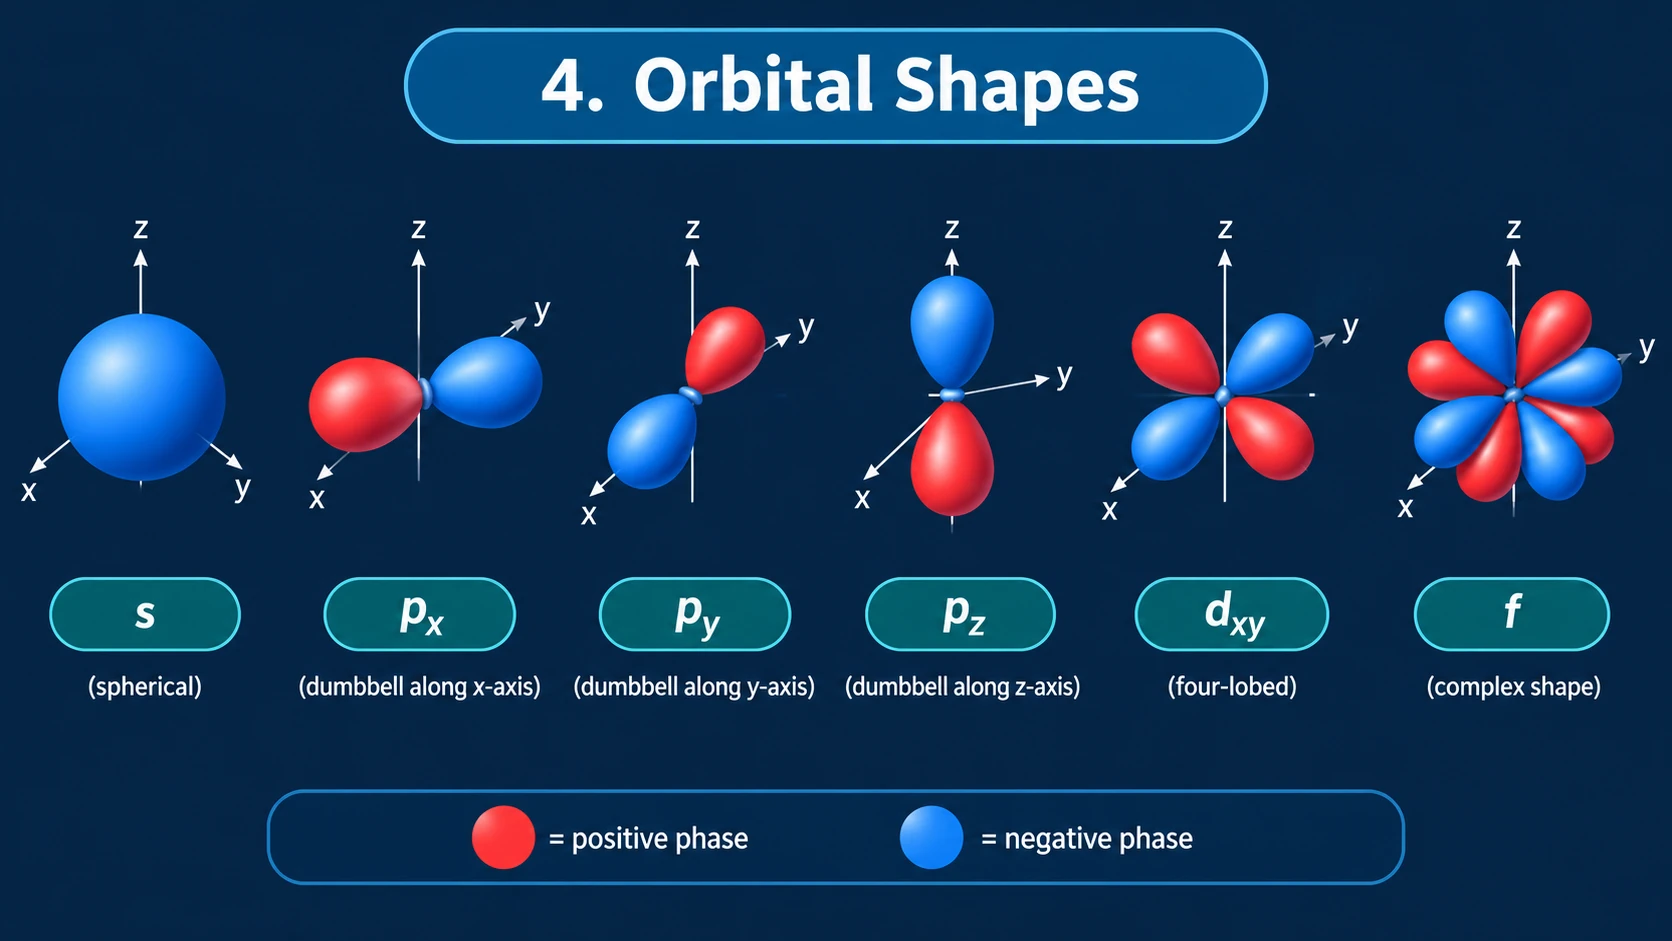 4. Orbital Shapes
z
x
y
z
y
x
z
y
x
z
y
x
z
y
x
z
y
x
s
px
py
pz
dxy
f
(spherical)
(dumbbell along x-axis)
(dumbbell along y-axis)
(dumbbell along z-axis)
(four-lobed)
(complex shape)
= positive phase
= negative phase